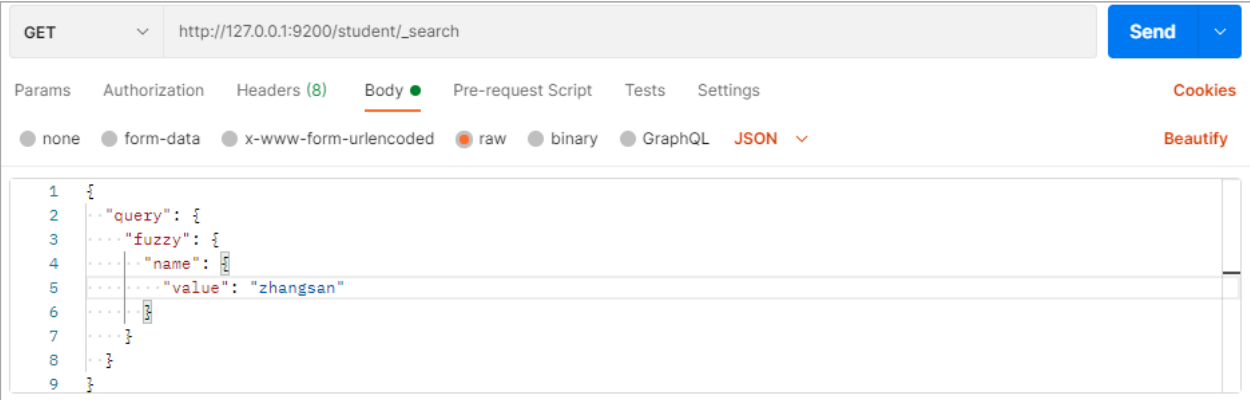 GET http://127.0.0.1:9200/student/_search Send
Params Authorization Headers (8) Body Pre-request Script Tests Settings Cookies
none form-data x-www-form-urlencoded raw binary GraphQL JSON Beautify
1 {
2 "query": {
3 "fuzzy": {
4 "name": {
5 "value": "zhangsan"
6 }
7 }
8 }
9 }